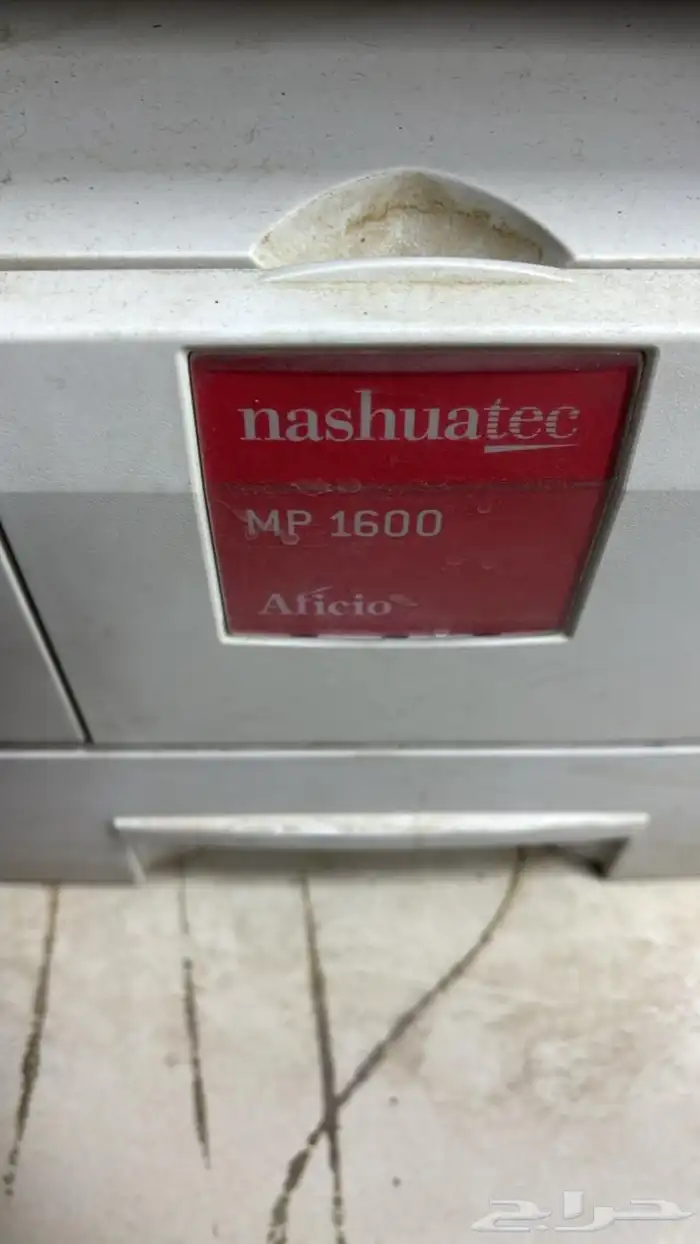 nashuatec
MP 1600
Aficio
حراج